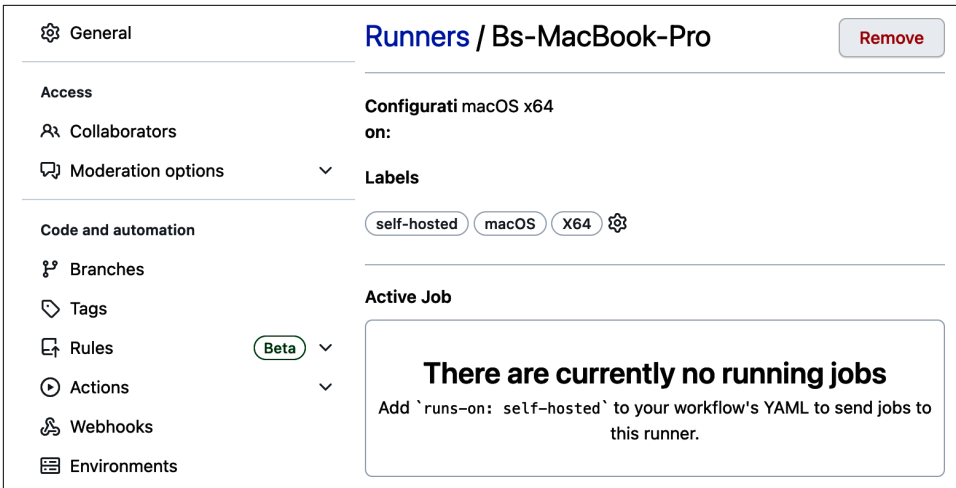 General
Access
Collaborators
Moderation options
Code and automation
Branches
Tags
Rules Beta
Actions
Webhooks
Environments
Runners / Bs-MacBook-Pro
Remove
Configurati macOS x64
on:
Labels
self-hosted macOS X64
Active Job
There are currently no running jobs
Add `runs-on: self-hosted` to your workflow's YAML to send jobs to
this runner.